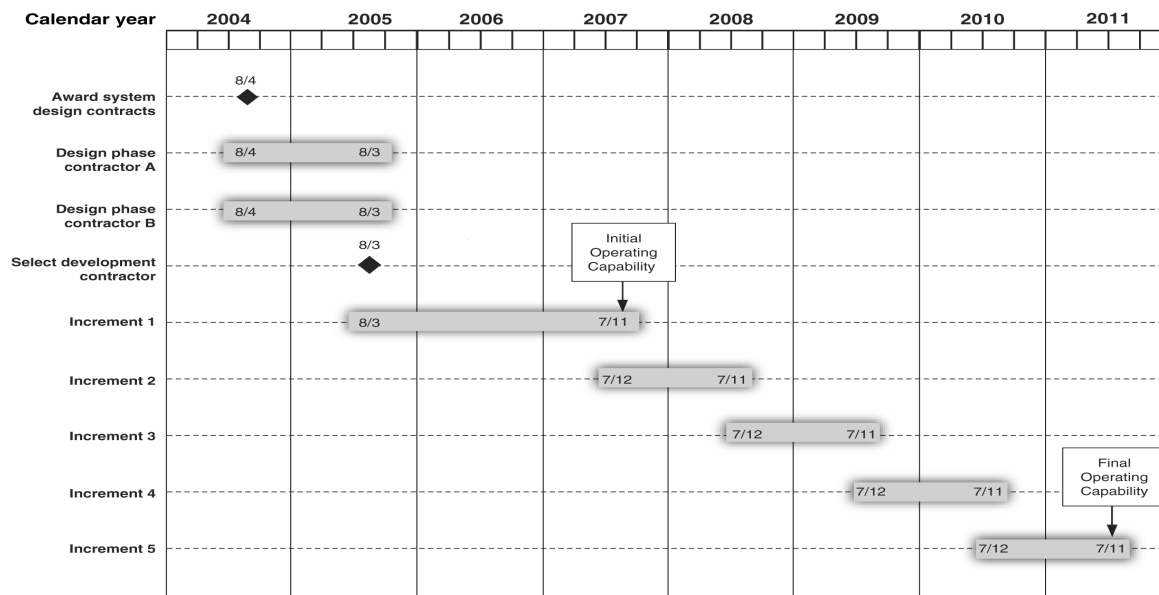 Calendar year 2004 2005 2006 2007 2008 2009 2010 2011
8/4
Award system
design contracts
Design phase
contractor A
8/4 8/3
Design phase
contractor B
8/4 8/3
8/3
Select development
contractor
Initial
Operating
Capability
Increment 1 8/3 7/11
Increment 2 7/12 7/11
Increment 3 7/12 7/11
Increment 4 7/12 7/11
Final
Operating
Capability
Increment 5 7/12 7/11